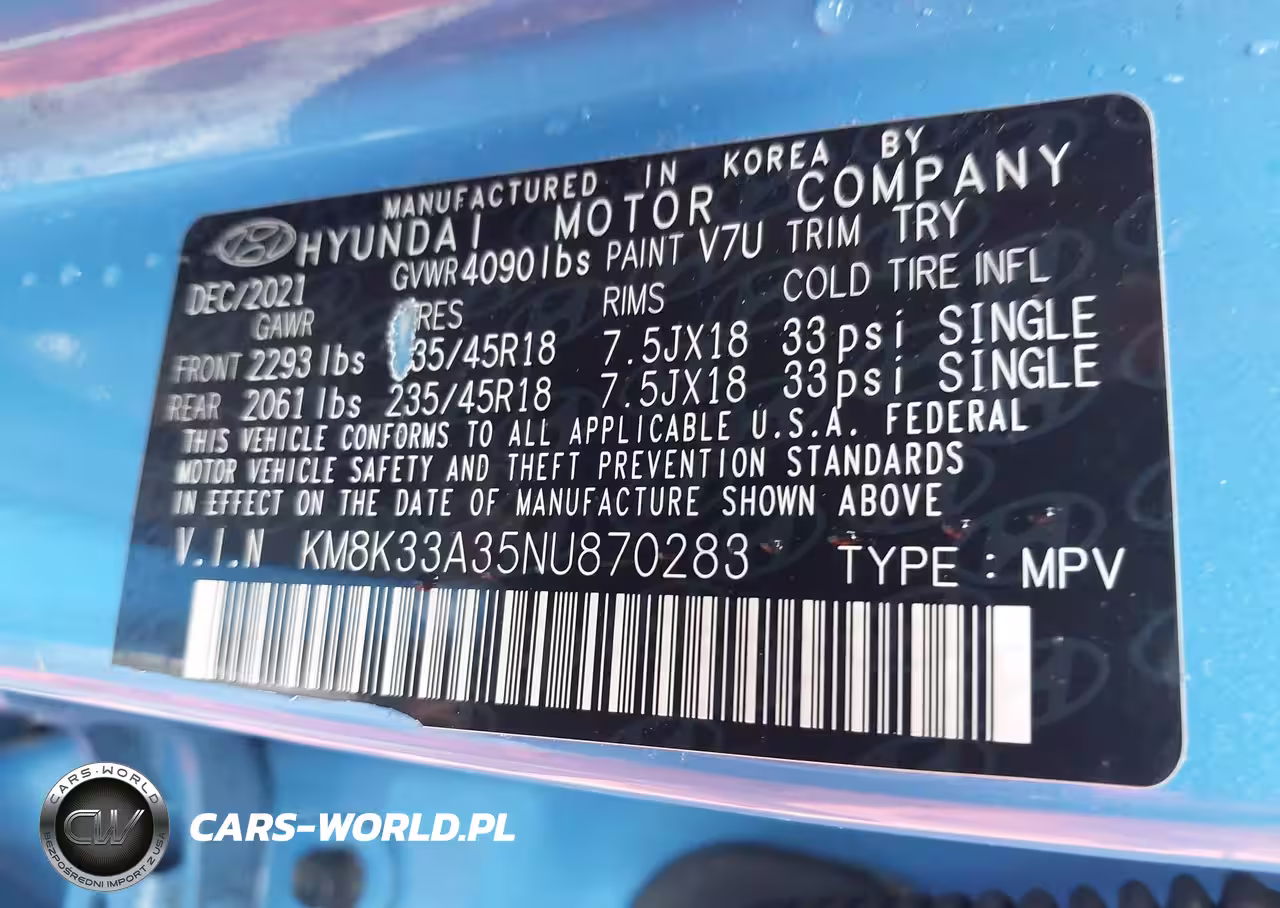 MANUFACTURED IN KOREA BY
HYUNDAI MOTOR COMPANY
DEC/2021 GVWR 4090lbs PAINT V7U TRIM TRY
GAWR RES RIMS COLD TIRE INFL
FRONT 2293 lbs 35/45R18 7.5JX18 33psi SINGLE
REAR 2061 lbs 235/45R18 7.5JX18 33psi SINGLE
THIS VEHICLE CONFORMS TO ALL APPLICABLE U.S.A. FEDERAL
MOTOR VEHICLE SAFETY AND THEFT PREVENTION STANDARDS
IN EFFECT ON THE DATE OF MANUFACTURE SHOWN ABOVE
V.I.N KM8K33A35NU870283 TYPE : MPV
CARS-WORLD
CW
BEZPOŚREDNI IMPORT Z USA
CARS-WORLD.PL